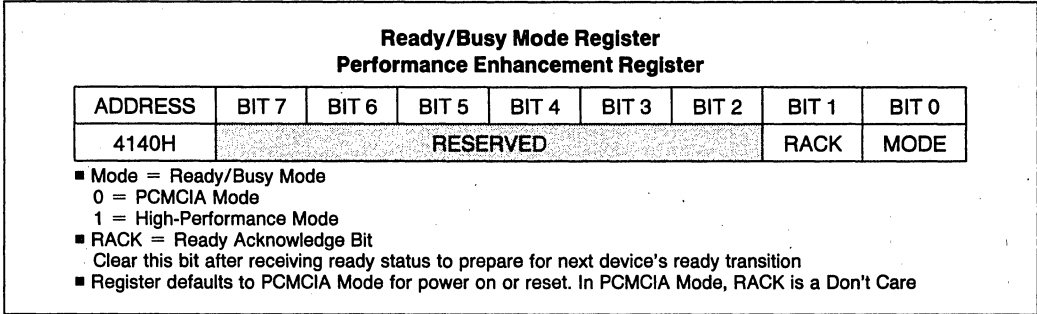 Ready/Busy Mode Register
Performance Enhancement Register
ADDRESS BIT 7 BIT 6 BIT 5 BIT 4 BIT 3 BIT 2 BIT 1 BIT 0
4140H RESERVED RACK MODE
■ Mode = Ready/Busy Mode
0 = PCMCIA Mode
1 = High-Performance Mode
■ RACK = Ready Acknowledge Bit
Clear this bit after receiving ready status to prepare for next device's ready transition
■ Register defaults to PCMCIA Mode for power on or reset. In PCMCIA Mode, RACK is a Don't Care